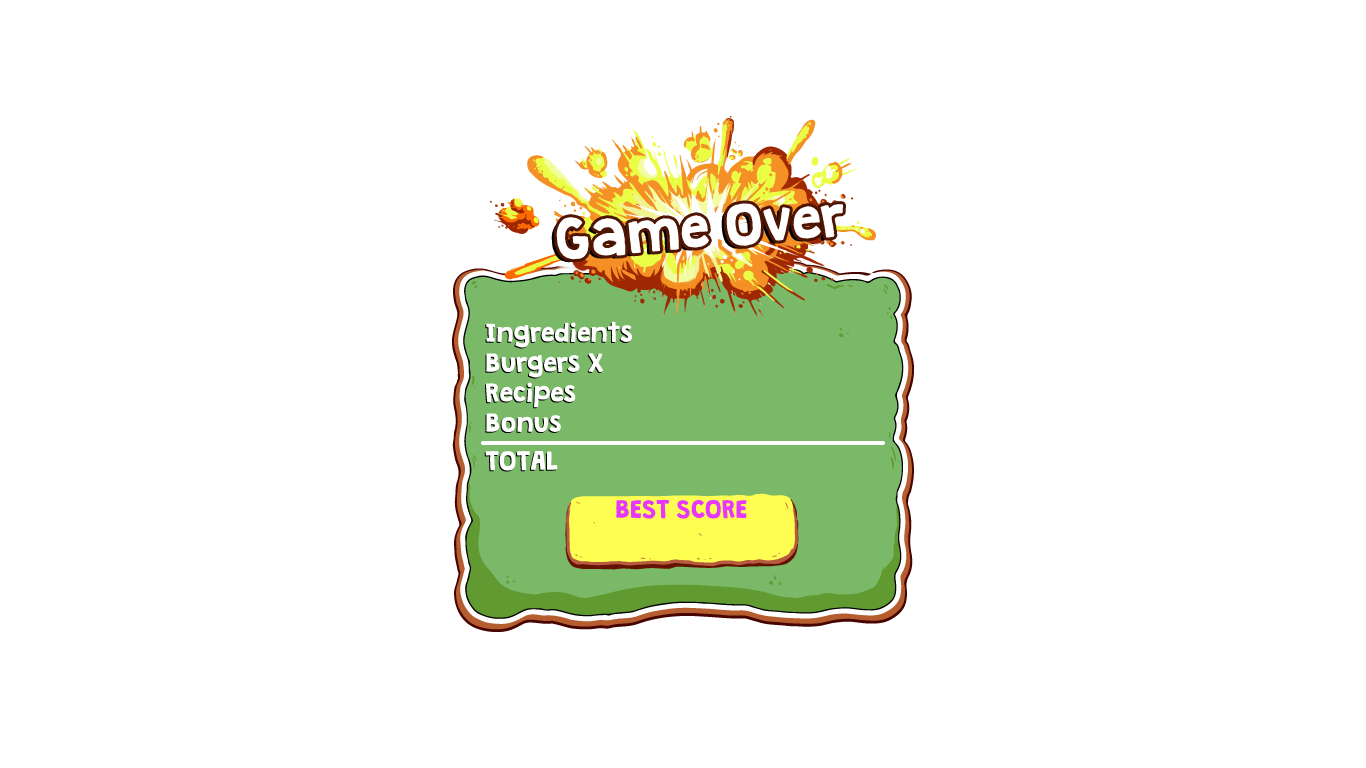 Game Over
Ingredients
Burgers X
Recipes
Bonus
TOTAL
BEST SCORE